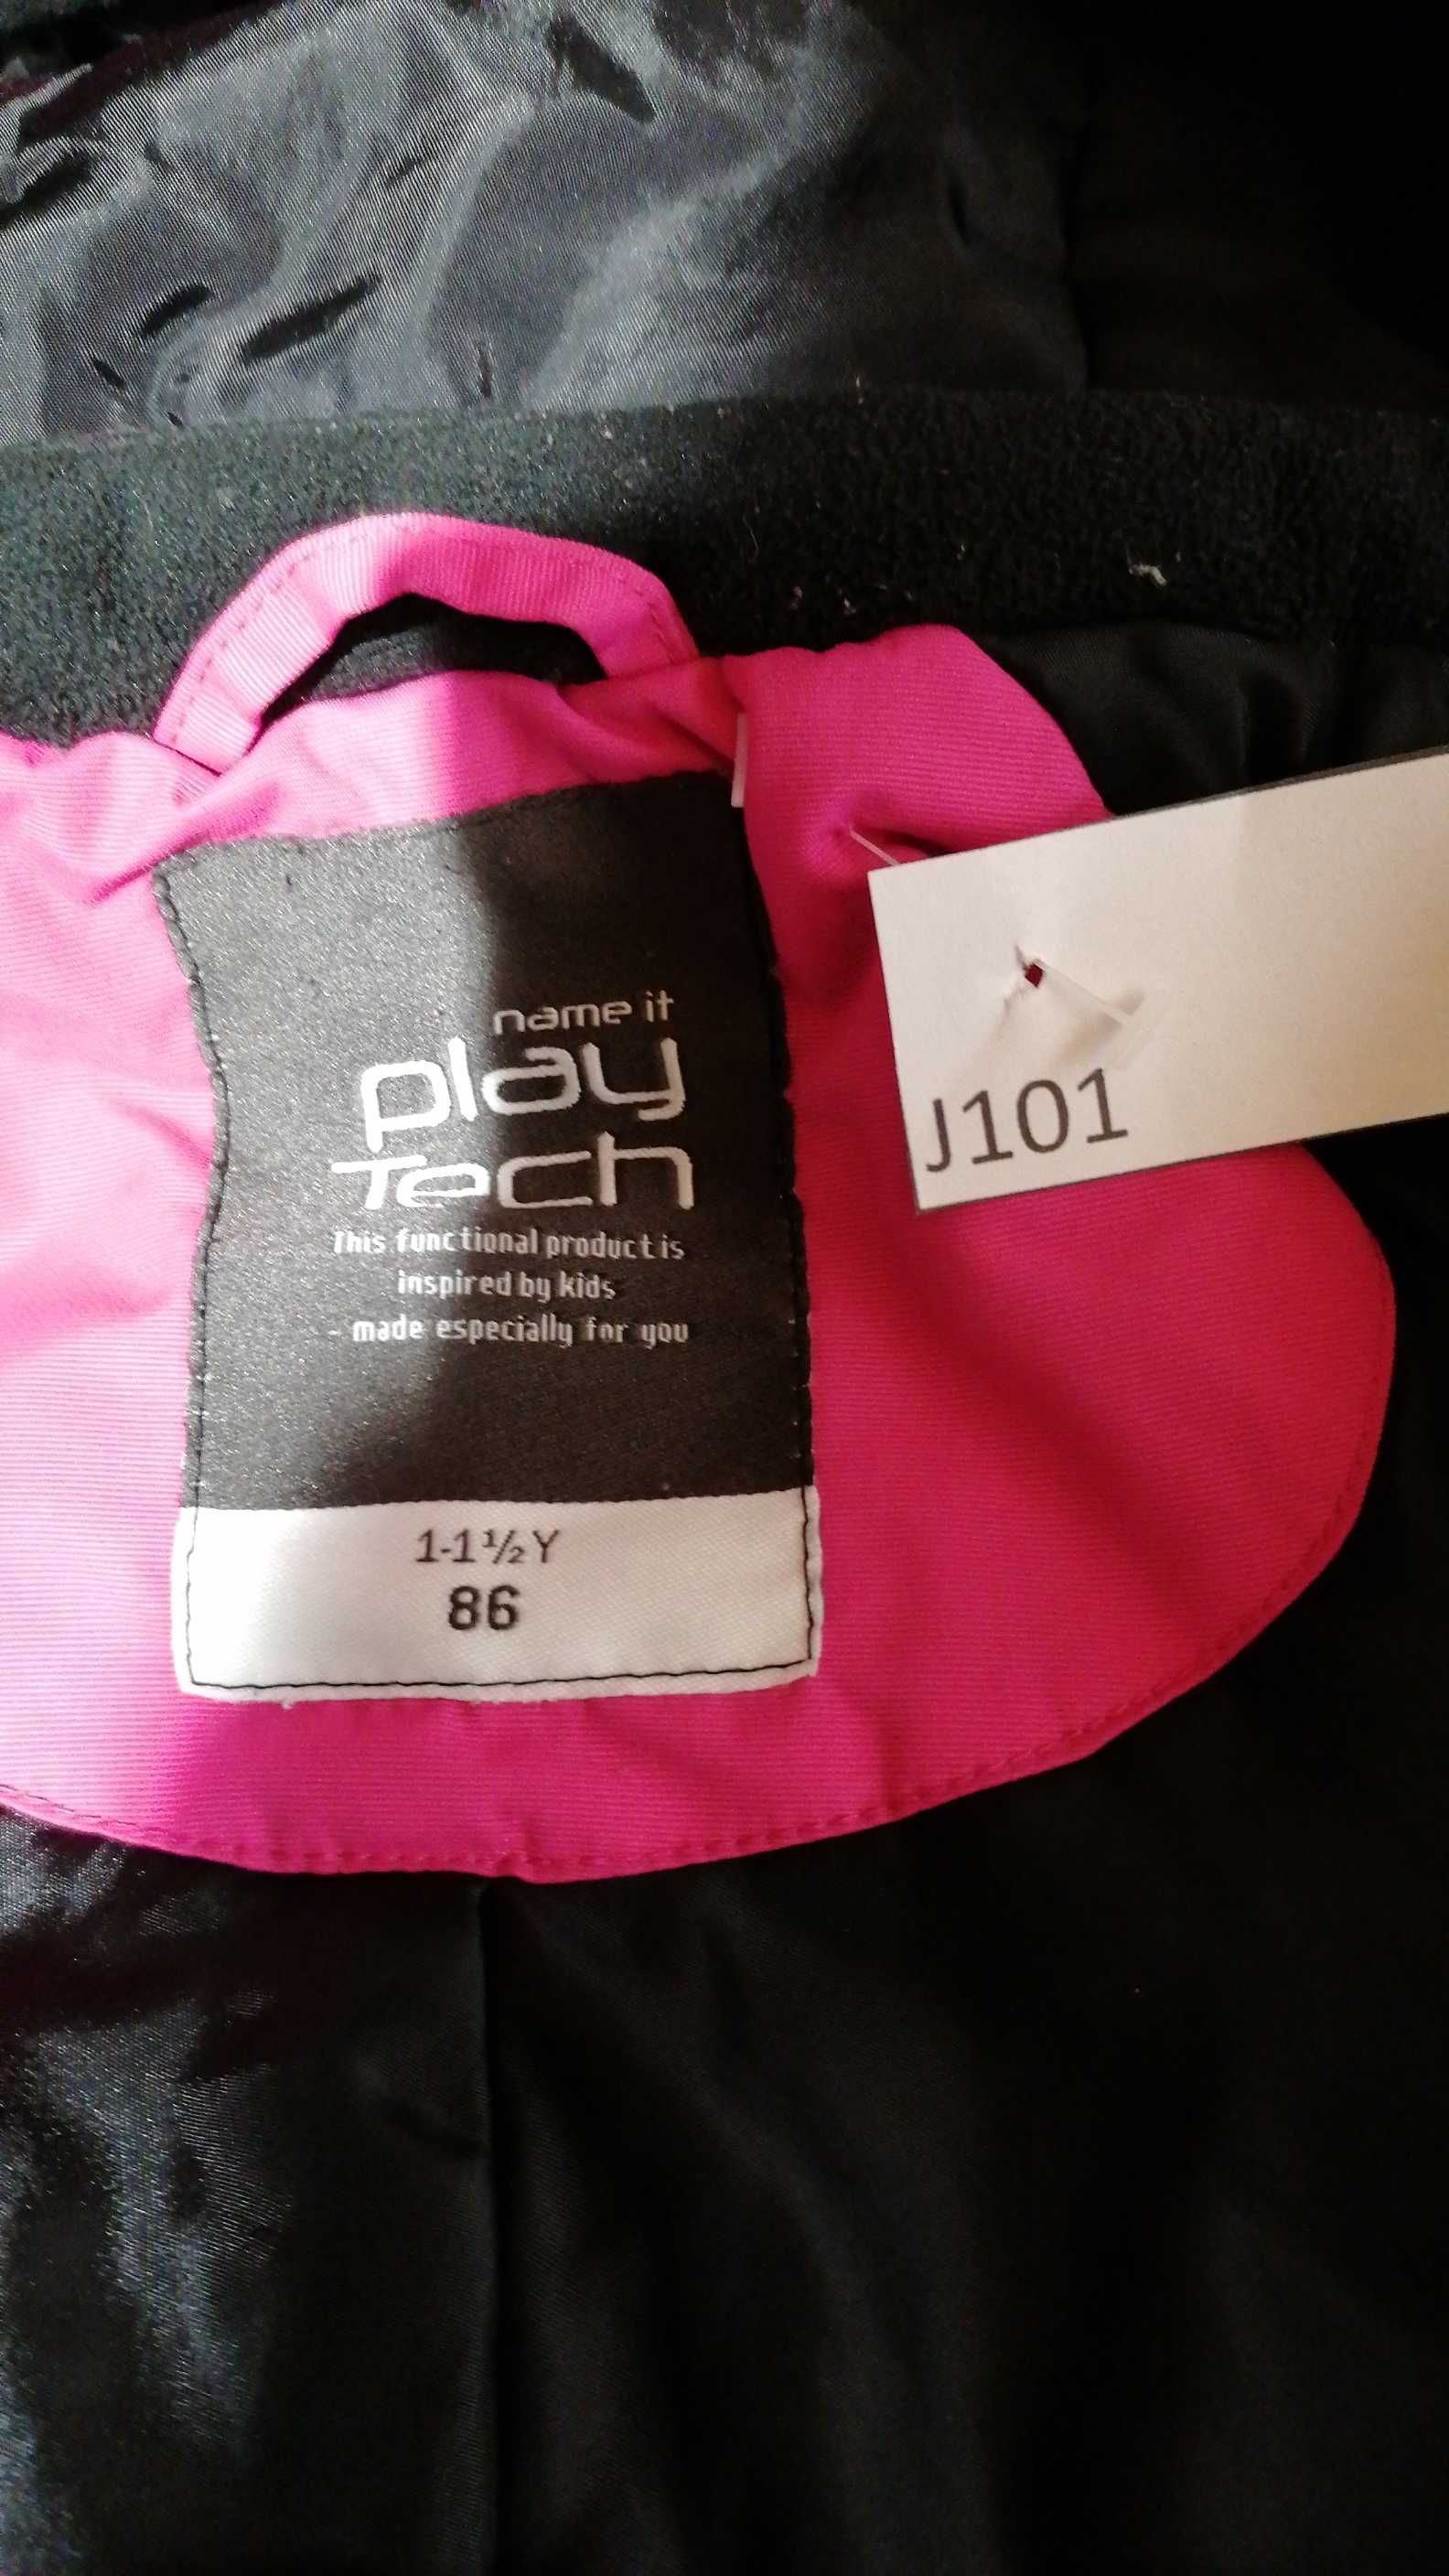 name it
play
Tech
This functional product is
inspired by kids
- made especially for you
1-1½Y
86
J101